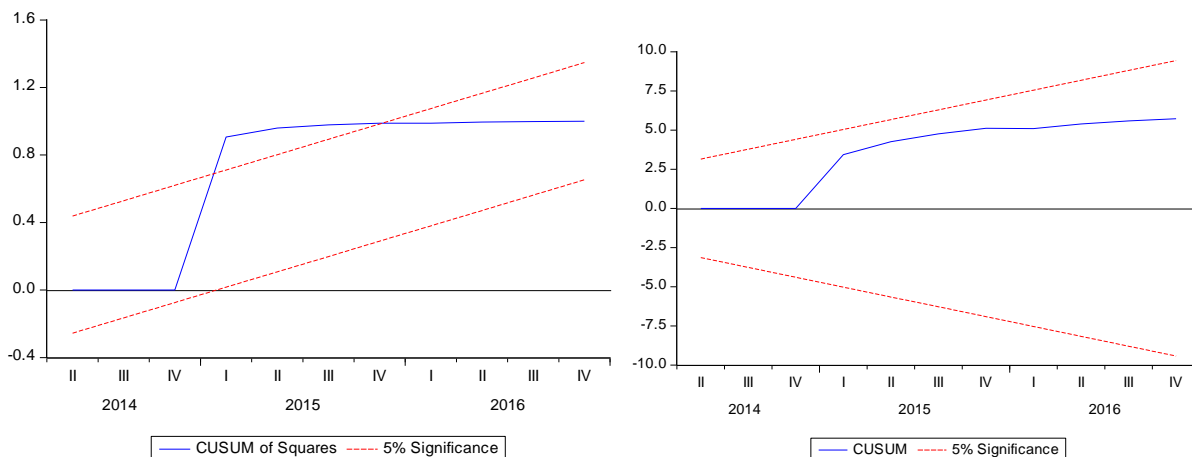 1.6
1.2
0.8
0.4
0.0
-0.4
II III IV I II III IV I II III IV
2014 2015 2016
CUSUM of Squares 5% Significance
10.0
7.5
5.0
2.5
0.0
-2.5
-5.0
-7.5
-10.0
II III IV I II III IV I II III IV
2014 2015 2016
CUSUM 5% Significance